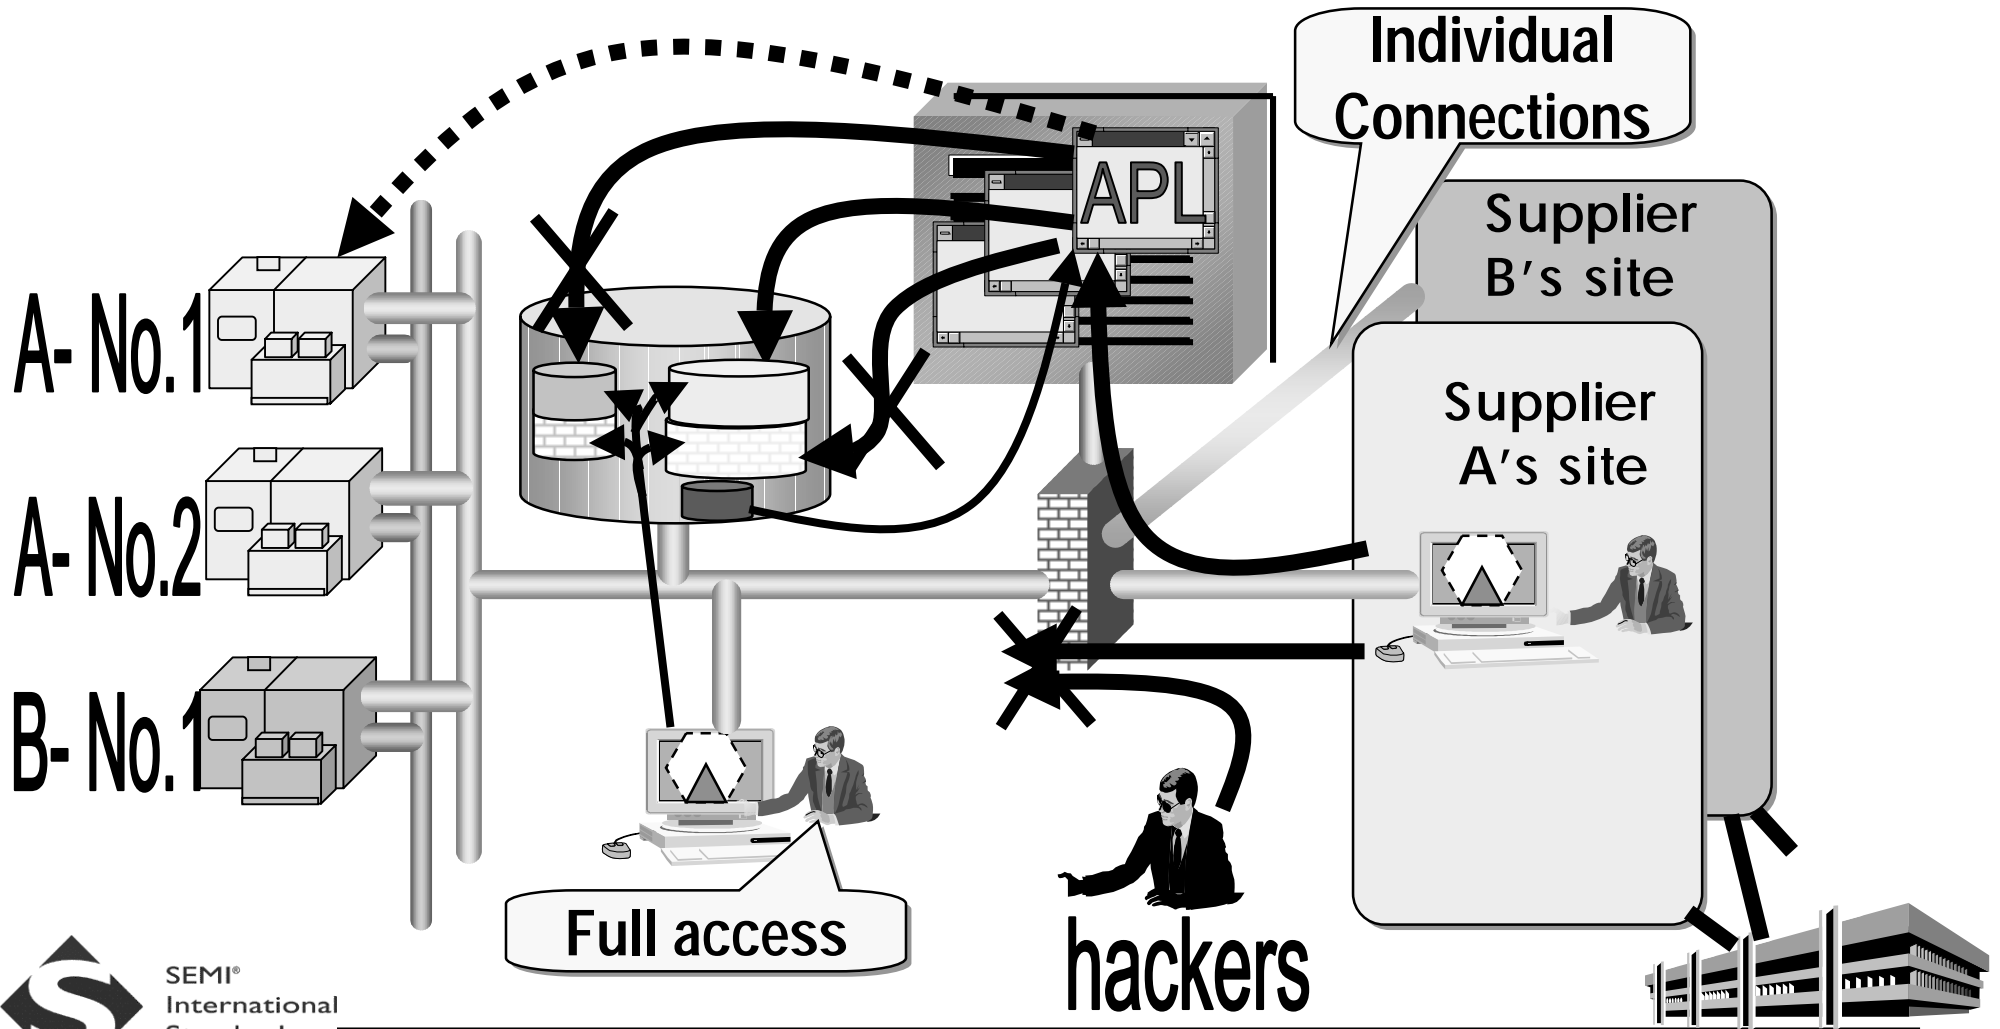 Individual
Connections
APL
Supplier
B's site
Supplier
A's site
A- No.1
A- No.2
B- No.1
Full access
hackers
SEMI®
International